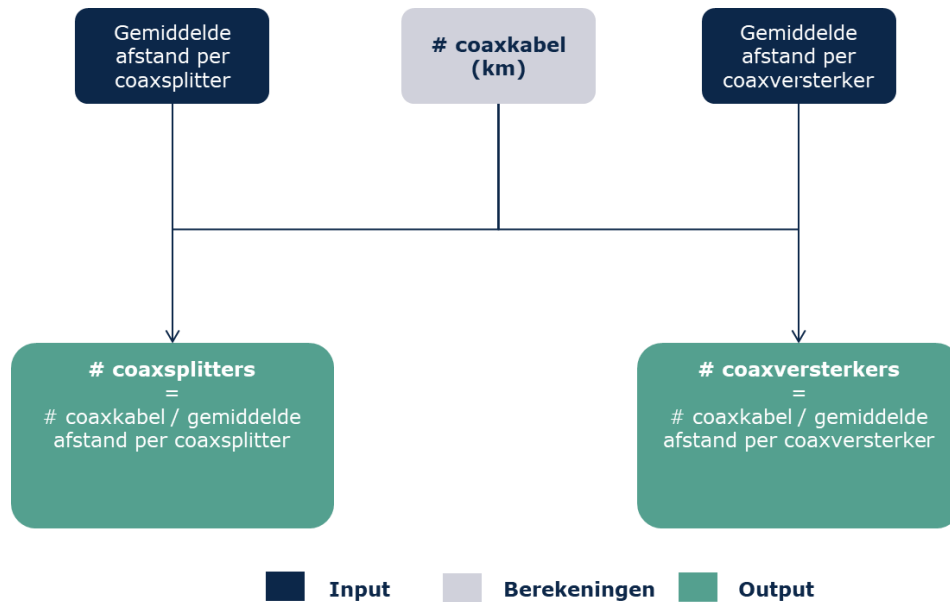 Gemiddelde
afstand per
coaxsplitter
# coaxkabel
(km)
Gemiddelde
afstand per
coaxversterker
# coaxsplitters
=
# coaxkabel / gemiddelde
afstand per coaxsplitter
# coaxversterkers
=
# coaxkabel / gemiddelde
afstand per coaxversterker
Input
Berekeningen
Output